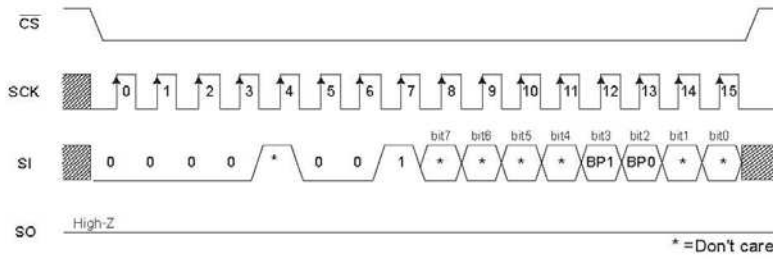 CS
SCK 0 1 2 3 4 5 6 7 8 9 10 11 12 13 14 15
bit7 bit6 bit5 bit4 bit3 bit2 bit1 bit0
SI 0 0 0 0 * 0 0 1 * * * * BP1 BP0 * *
High-Z
SO
* =Don't care